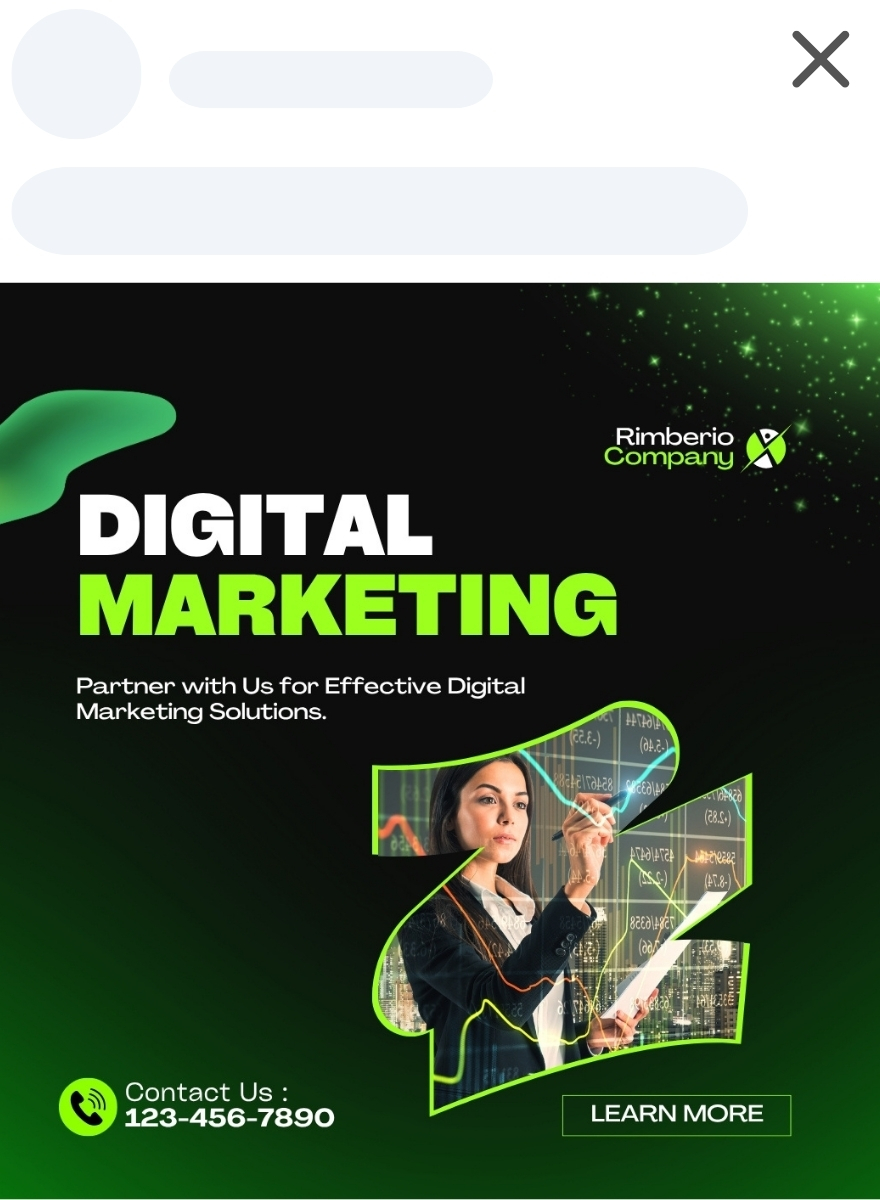 Rimberio
Company
DIGITAL
MARKETING
Partner with Us for Effective Digital
Marketing Solutions.
Contact Us :
123-456-7890
LEARN MORE